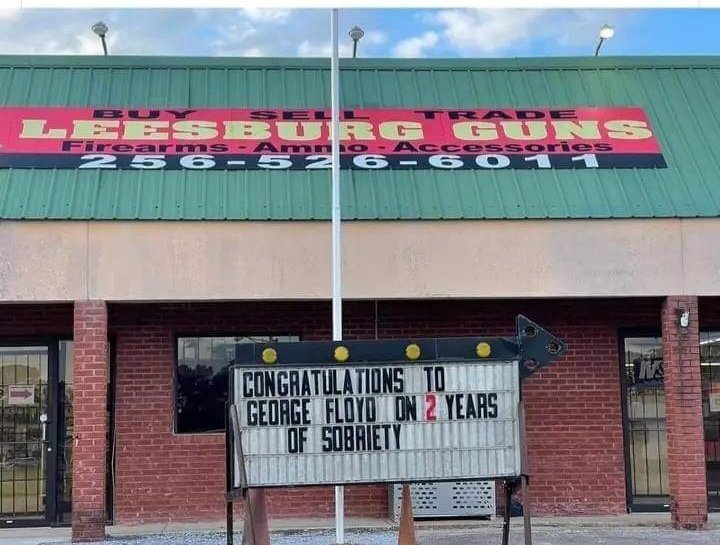 BUY SELL TRADE
LEESBURG GUNS
Firearms · Ammo · Accessories
256-526-6011
CONGRATULATIONS TO
GEORGE FLOYD ON 2 YEARS
OF SOBRIETY